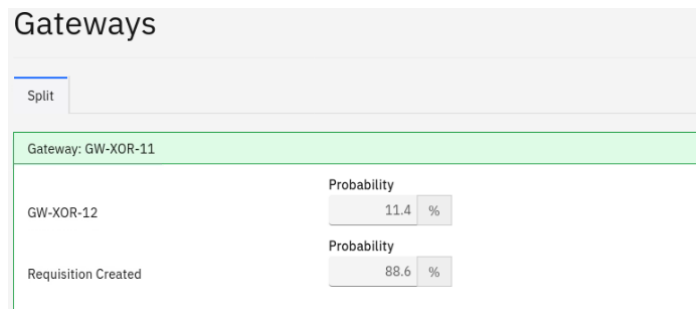 Gateways
Split
Gateway: GW-XOR-11
Probability
GW-XOR-12 11.4 %
Probability
Requisition Created 88.6 %